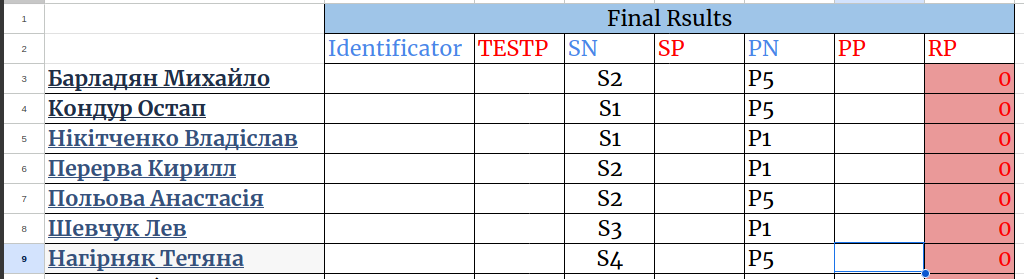 1 Final Rsults
2 Identificator TESTP SN SP PN PP RP
3 Барладян Михайло S2 P5 0
4 Кондур Остап S1 P5 0
5 Нікітченко Владіслав S1 P1 0
6 Перерва Кирилл S2 P1 0
7 Польова Анастасія S2 P5 0
8 Шевчук Лев S3 P1 0
9 Нагірняк Тетяна S4 P5 0